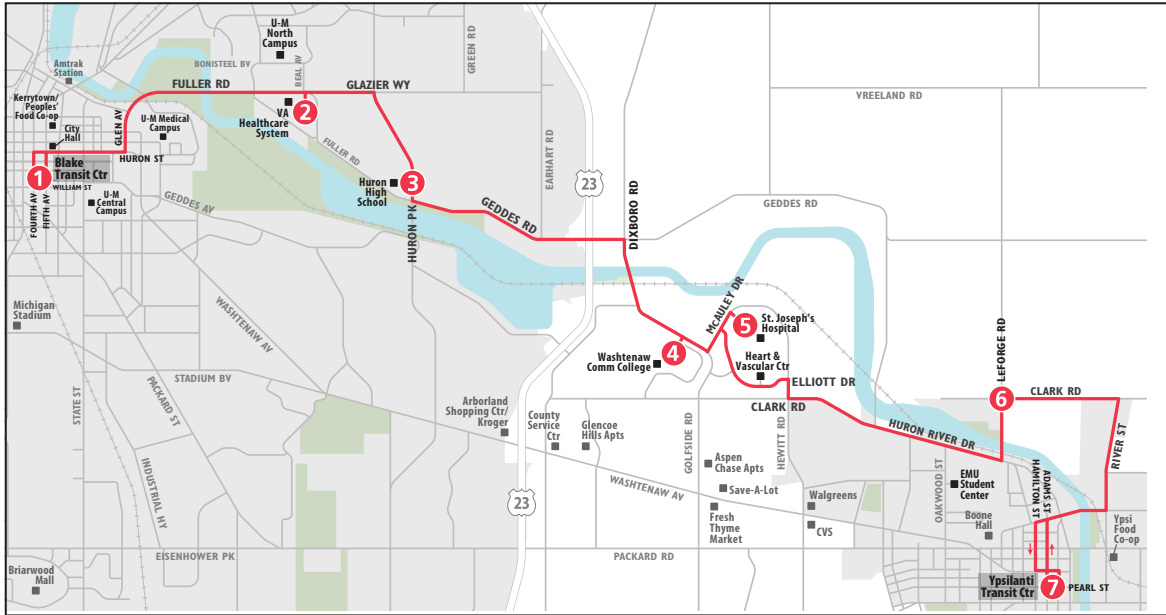 U-M
North
Campus
BONISTEEL BV
BEAL AV
GREEN RD
Amtrak
Station
FULLER RD
GLAZIER WY
VREELAND RD
Kerrytown/
Peoples'
Food Co-op
GLEN AV
U-M Medical
Campus
2
VA
Healthcare
System
City
Hall
FULLER RD
EARHART RD
HURON ST
Blake
Transit Ctr
1
WILLIAM ST
FOURTH AV
FIFTH AV
U-M
Central
Campus
GEDDES AV
Huron
High
School
3
23
DIXBORO RD
GEDDES RD
GEDDES RD
HURON PK
Michigan
Stadium
WASHTENAW AV
McAULEY DR
5
St. Joseph's
Hospital
4
Washtenaw
Comm College
Heart &
Vascular Ctr
LeFORGE RD
STADIUM BV
PACKARD ST
STATE ST
ELLIOTT DR
CLARK RD
6
CLARK RD
Arborland
Shopping Ctr/
Kroger
County
Service
Ctr
Glencoe
Hills Apts
GOLFSIDE RD
HEWITT RD
HURON RIVER DR
RIVER ST
INDUSTRIAL HY
Aspen
Chase Apts
Save-A-Lot
OAKWOOD ST
EMU
Student
Center
HAMILTON ST
ADAMS ST
23
WASHTENAW AV
Fresh
Thyme
Market
Walgreens
CVS
Boone
Hall
Ypsi
Food
Co-op
EISENHOWER PK
PACKARD RD
Briarwood
Mall
Ypsilanti
Transit Ctr
7
PEARL ST